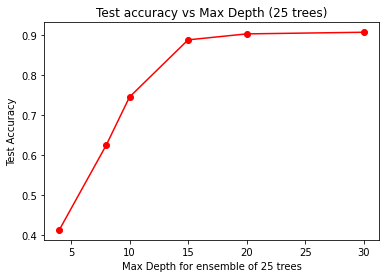 Test accuracy vs Max Depth (25 trees)
Test Accuracy
0.9
0.8
0.7
0.6
0.5
0.4
5 10 15 20 25 30
Max Depth for ensemble of 25 trees